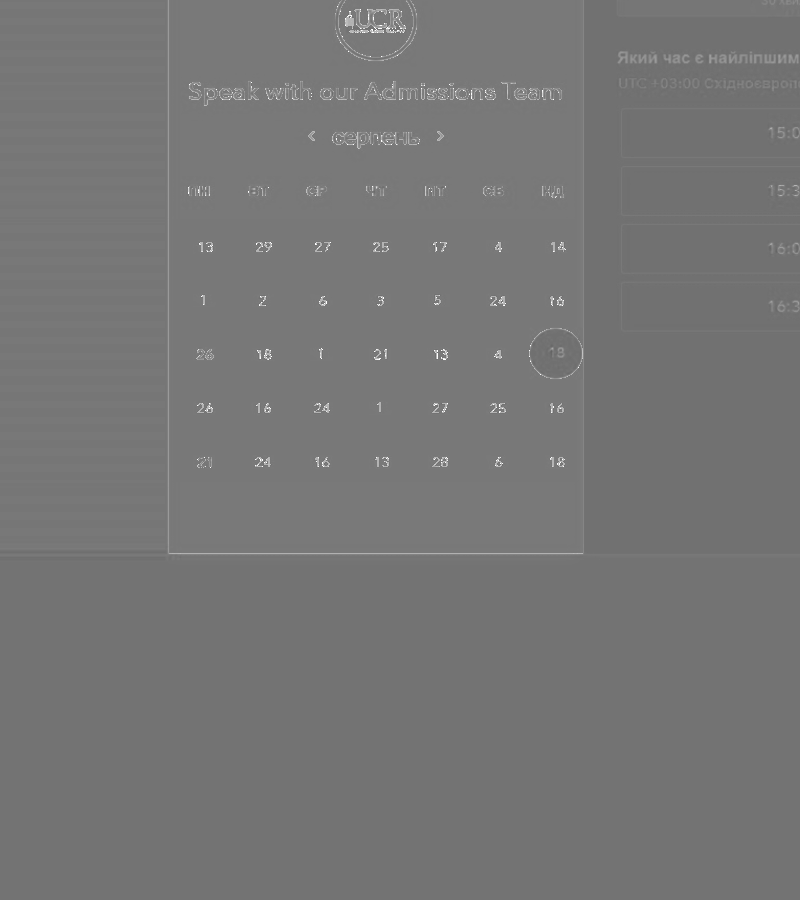 UCR
Speak with our Admissions Team
< серпень >
ПН ВТ СР ЧТ ПТ СБ НД
13 29 27 25 17 4 14
1 2 6 3 5 24 16
26 18 1 21 13 4 18
26 16 24 1 27 25 16
21 24 16 13 28 6 18
Який час є найліпшим
UTC +03:00
15:0
15:3
16:0
16:3